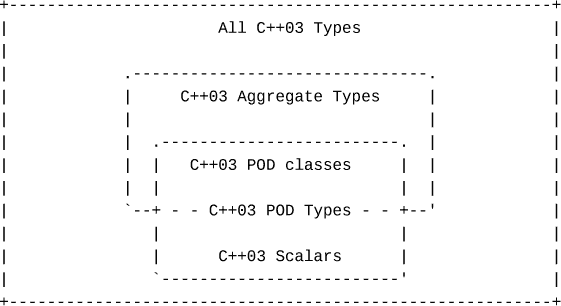 All C++03 Types
C++03 Aggregate Types
C++03 POD classes
C++03 POD Types
C++03 Scalars